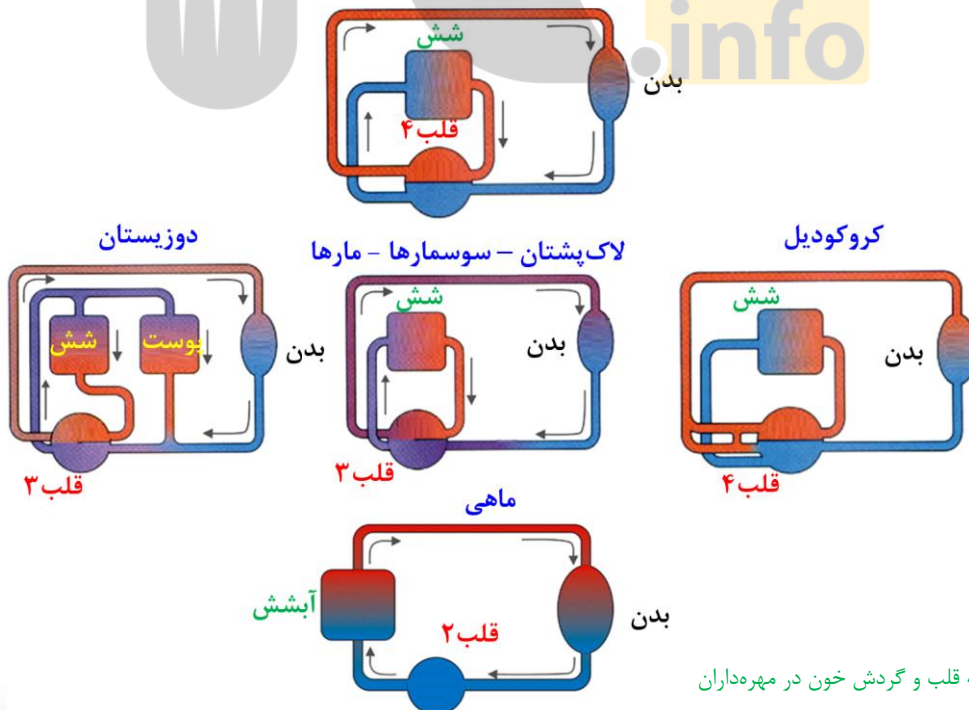 .info
شش
بدن
قلب۴
دوزیستان
لاک‌پشتان – سوسمارها – مارها
کروکودیل
شش
پوست
بدن
قلب۳
شش
بدن
قلب۳
شش
بدن
قلب۴
ماهی
آبشش
قلب۲
بدن
قلب و گردش خون در مهره‌داران